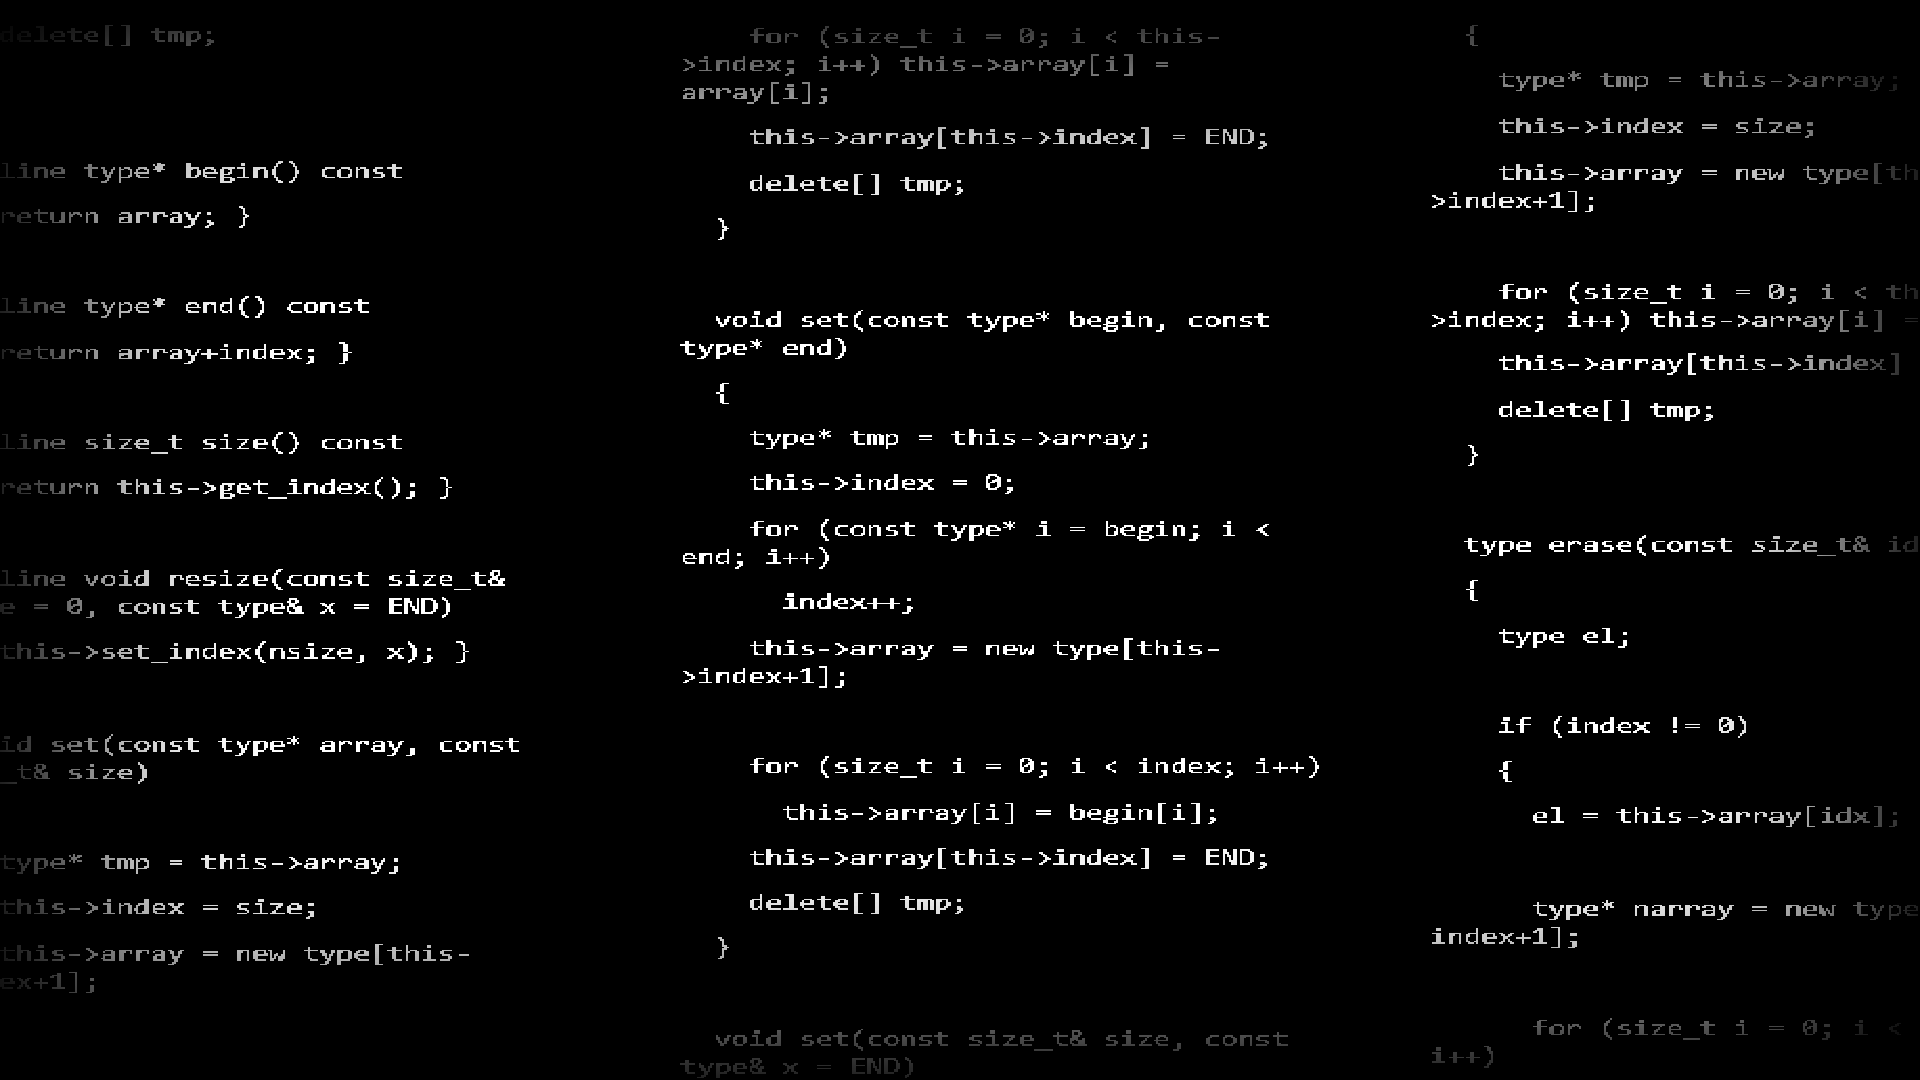 delete[] tmp;
line type* begin() const
return array; }
line type* end() const
return array+index; }
line size_t size() const
return this->get_index(); }
line void resize(const size_t&
e = 0, const type& x = END)
this->set_index(nsize, x); }
id set(const type* array, const
_t& size)
type* tmp = this->array;
this->index = size;
this->array = new type[this-
ex+1];
for (size_t i = 0; i < this-
>index; i++) this->array[i] =
array[i];
this->array[this->index] = END;
delete[] tmp;
}
void set(const type* begin, const
type* end)
{
type* tmp = this->array;
this->index = 0;
for (const type* i = begin; i <
end; i++)
index++;
this->array = new type[this-
>index+1];
for (size_t i = 0; i < index; i++)
this->array[i] = begin[i];
this->array[this->index] = END;
delete[] tmp;
}
void set(const size_t& size, const
type& x = END)
{
type* tmp = this->array;
this->index = size;
this->array = new type[th
>index+1];
for (size_t i = 0; i < th
>index; i++) this->array[i] =
this->array[this->index]
delete[] tmp;
}
type erase(const size_t& id
{
type el;
if (index != 0)
{
el = this->array[idx];
type* narray = new type
index+1];
for (size_t i = 0; i <
i++)